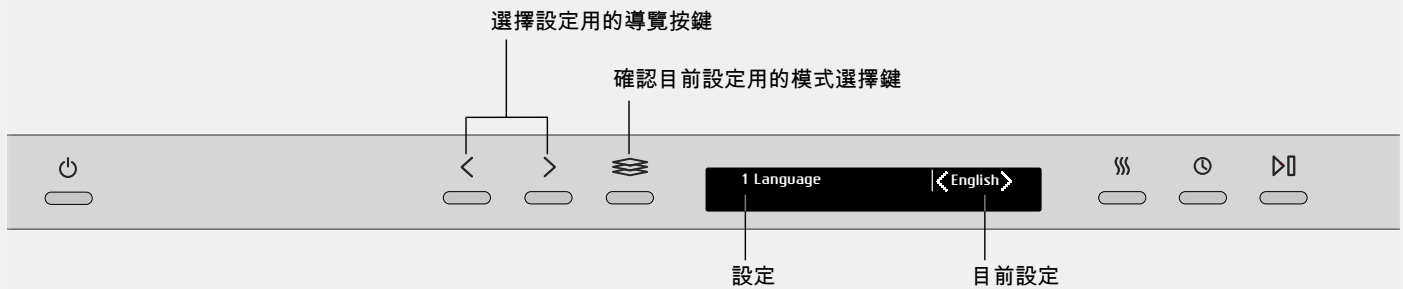 選擇設定用的導覽按鍵
確認目前設定用的模式選擇鍵
1 Language English
設定
目前設定